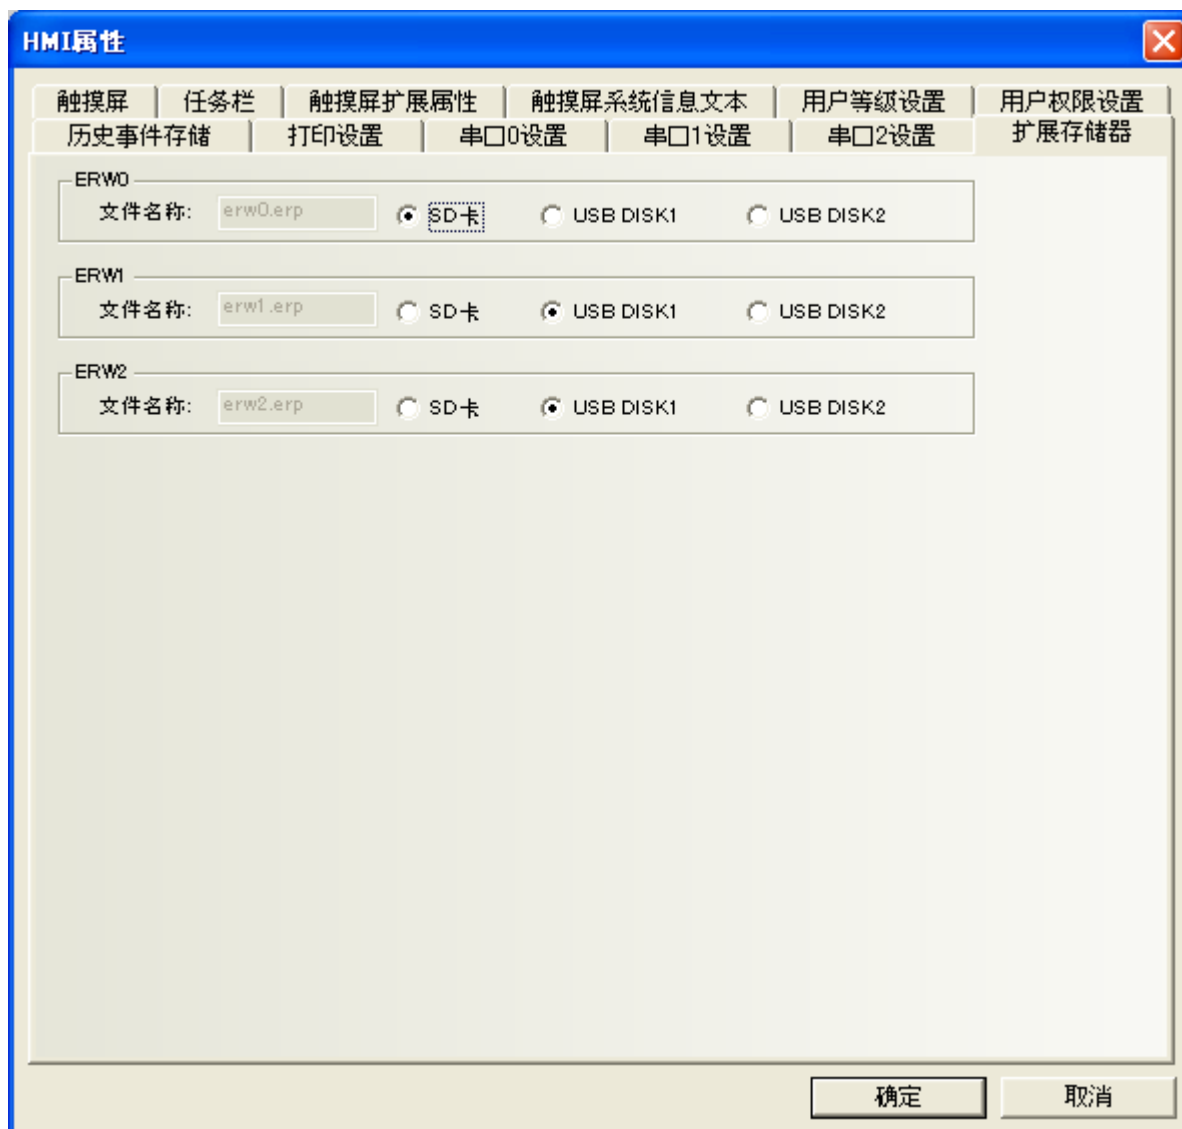 HMI属性
触摸屏 任务栏 触摸屏扩展属性 触摸屏系统信息文本 用户等级设置 用户权限设置
历史事件存储 打印设置 串口0设置 串口1设置 串口2设置 扩展存储器
ERW0
文件名称: erw0.erp SD卡 USB DISK1 USB DISK2
ERW1
文件名称: erw1.erp SD卡 USB DISK1 USB DISK2
ERW2
文件名称: erw2.erp SD卡 USB DISK1 USB DISK2
确定 取消